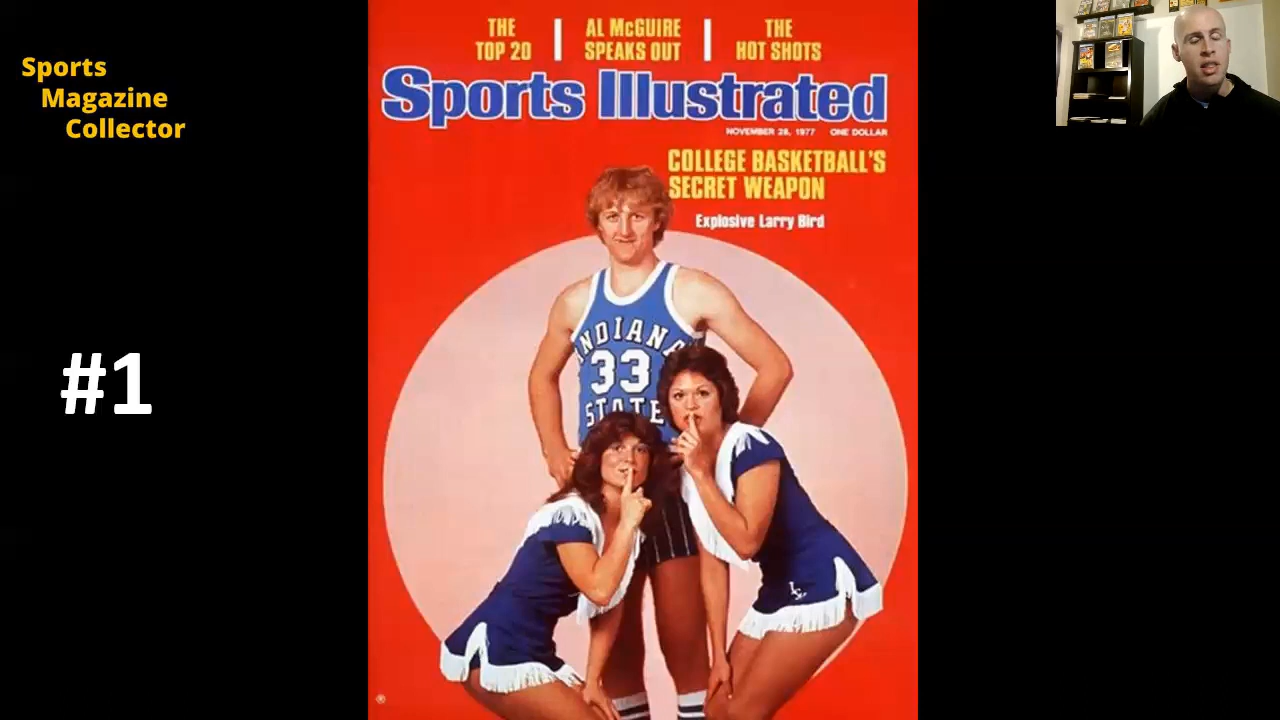 Sports
Magazine
Collector
#1
THE
TOP 20
AL McGUIRE
SPEAKS OUT
THE
HOT SHOTS
Sports Illustrated
NOVEMBER 28, 1977 ONE DOLLAR
COLLEGE BASKETBALL'S
SECRET WEAPON
Explosive Larry Bird
INDIANA
33
STATE